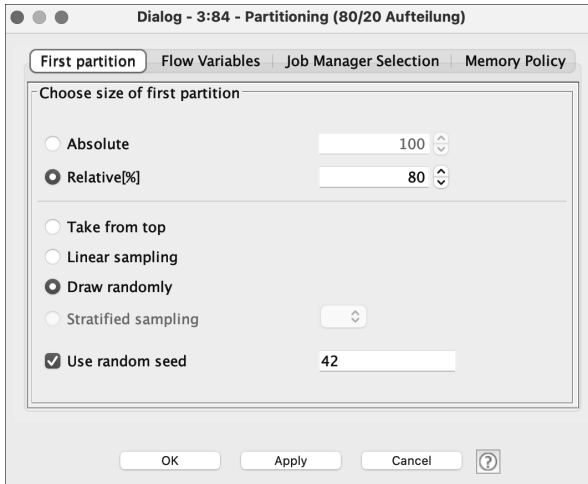 Dialog - 3:84 - Partitioning (80/20 Aufteilung)
First partition Flow Variables Job Manager Selection Memory Policy
Choose size of first partition
Absolute 100
Relative[%] 80
Take from top
Linear sampling
Draw randomly
Stratified sampling
Use random seed 42
OK Apply Cancel ?